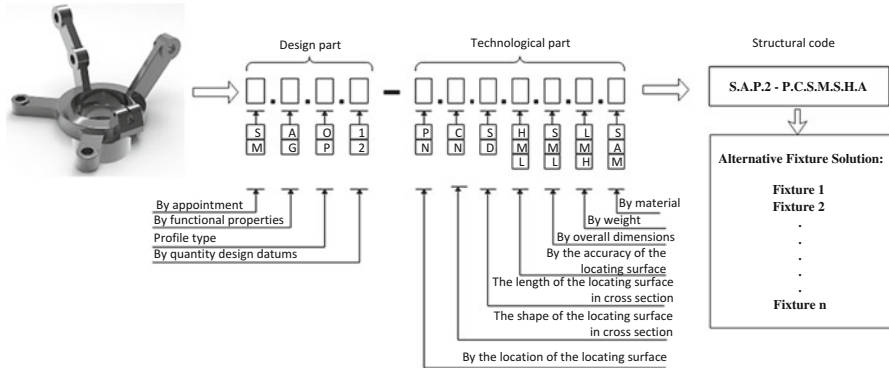 Design part
Technological part
Structural code
S.A.P.2 - P.C.S.M.S.H.A
S A O 1 P C S H S L S
M G P 2 N N D M M M A
L L H M
Alternative Fixture Solution:
Fixture 1
Fixture 2
.
.
.
.
.
Fixture n
By appointment
By functional properties
Profile type
By quantity design datums
By material
By weight
By overall dimensions
By the accuracy of the
locating surface
The length of the locating surface
in cross section
The shape of the locating surface
in cross section
By the location of the locating surface